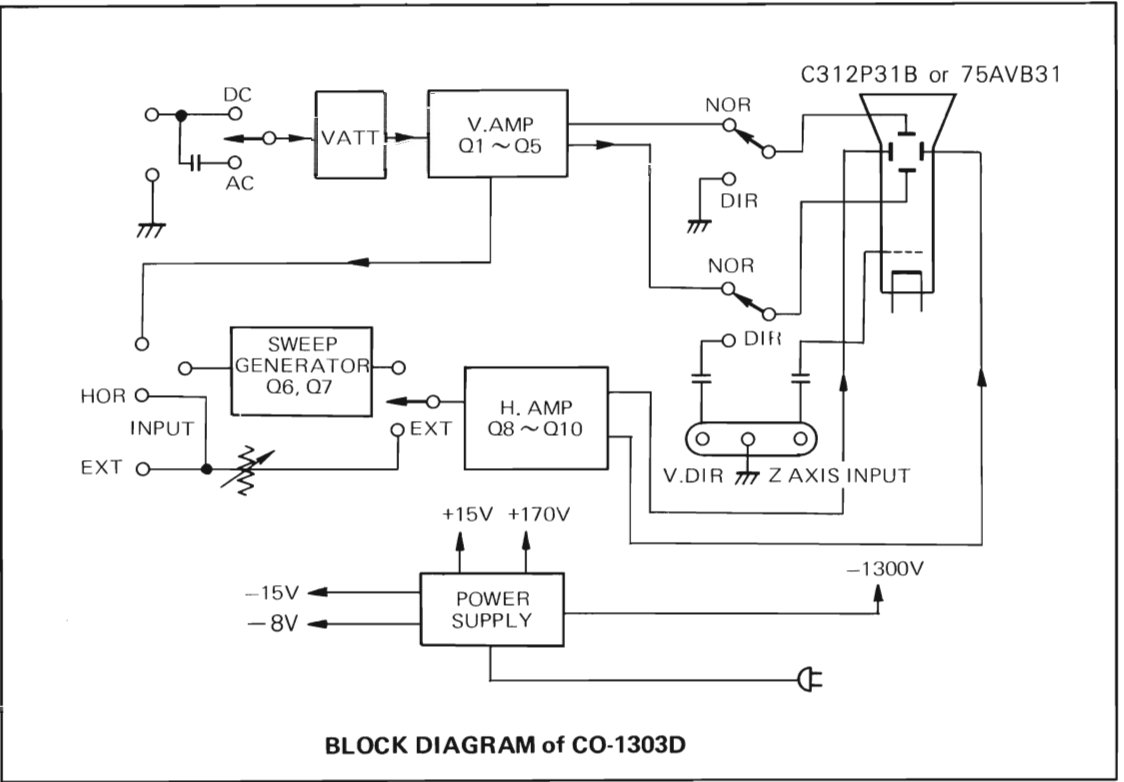 C312P31B or 75AVB31
DC
AC
VATT
V.AMP
Q1 ~ Q5
NOR
DIR
NOR
DIR
SWEEP
GENERATOR
Q6, Q7
HOR
INPUT
EXT
EXT
H. AMP
Q8 ~ Q10
V.DIR
Z AXIS INPUT
+15V
+170V
-15V
-8V
POWER
SUPPLY
-1300V
BLOCK DIAGRAM of CO-1303D